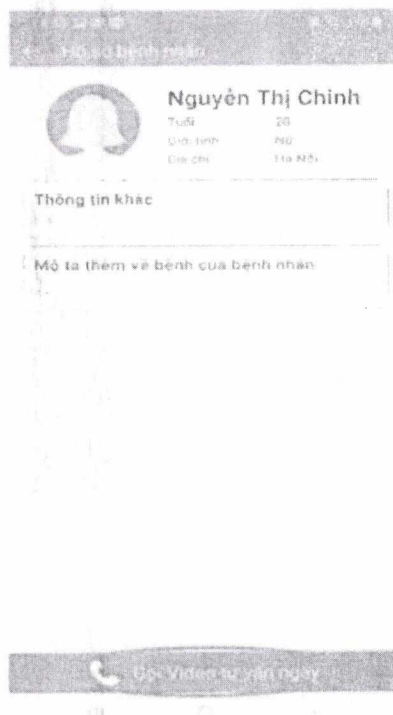 Hồ sơ bệnh nhân
Nguyễn Thị Chinh
Tuổi 26
Giới tính Nữ
Địa chỉ Hà Nội
Thông tin khác
Mô tả thêm về bệnh của bệnh nhân
Gọi Video tư vấn ngay